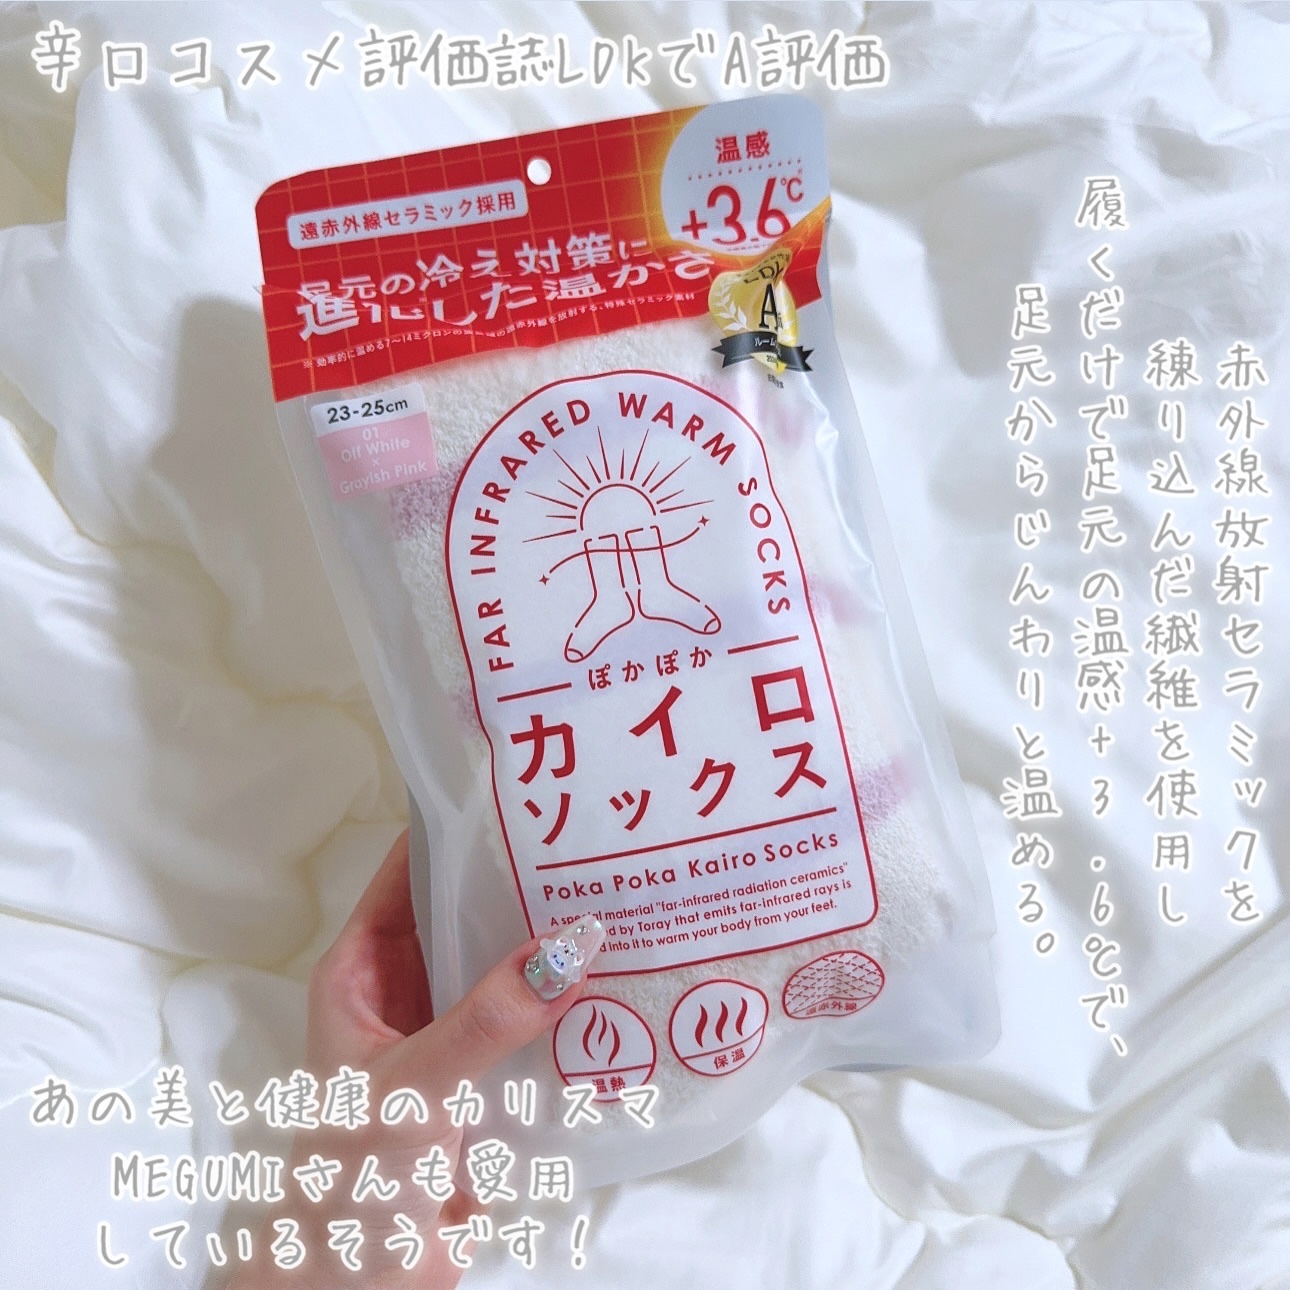 辛口コスメ評価誌LDKでA評価
遠赤外線セラミック採用
温感
+3.6℃
足元の冷え対策に
進化した温かさ
23-25cm
01
Off White
×
Grayish Pink
FAR INFRARED WARM SOCKS
ぽかぽか
カイロ
ソックス
Poka Poka Kairo Socks
A special material "far-infrared radiation ceramics"
by Toray that emits far-infrared rays is
into it to warm your body from your feet.
温熱
保温
遠赤外線
赤外線放射セラミックを
練り込んだ繊維を使用し
履くだけで足元の温感+3.6℃で、
足元からじんわりと温める。
あの美と健康のカリスマ
MEGUMIさんも愛用
しているそうです!